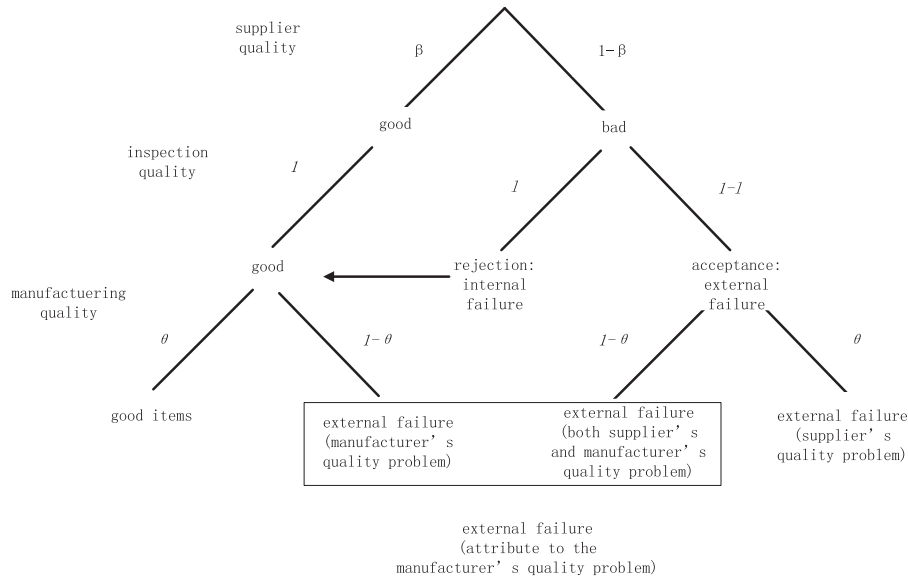 supplier
quality
β
1-β
good
bad
inspection
quality
l
l
1-l
good
rejection:
internal
failure
acceptance:
external
failure
manufactuering
quality
θ
1-θ
1-θ
θ
good items
external failure
(manufacturer's
quality problem)
external failure
(both supplier's
and manufacturer's
quality problem)
external failure
(supplier's
quality problem)
external failure
(attribute to the
manufacturer's quality problem)